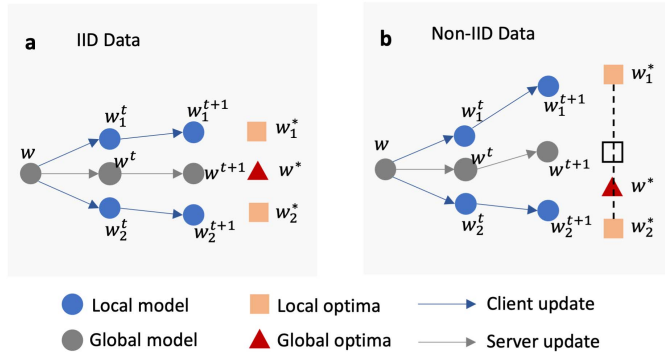 a IID Data
w
w_1^t
w_1^{t+1}
w^t
w^{t+1}
w_2^t
w_2^{t+1}
w_1^*
w^*
w_2^*
b Non-IID Data
w
w_1^t
w_1^{t+1}
w^t
w^{t+1}
w_2^t
w_2^{t+1}
w_1^*
w^*
w_2^*
Local model Local optima Client update
Global model Global optima Server update